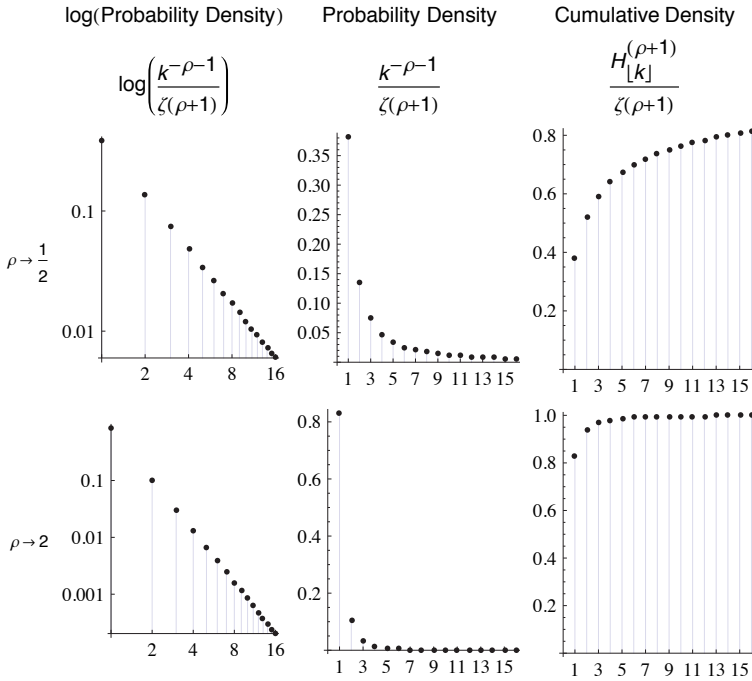 log(Probability Density) Probability Density Cumulative Density
log(k^{-ρ-1}/ζ(ρ+1)) k^{-ρ-1}/ζ(ρ+1) H_{⌊k⌋}^{(ρ+1)}/ζ(ρ+1)
ρ→1/2
0.1
0.01
2 4 8 16
0.35
0.30
0.25
0.20
0.15
0.10
0.05
1 3 5 7 9 11 13 15
0.8
0.6
0.4
0.2
1 3 5 7 9 11 13 15
ρ→2
0.1
0.01
0.001
2 4 8 16
0.8
0.6
0.4
0.2
1 3 5 7 9 11 13 15
1.0
0.8
0.6
0.4
0.2
1 3 5 7 9 11 13 15